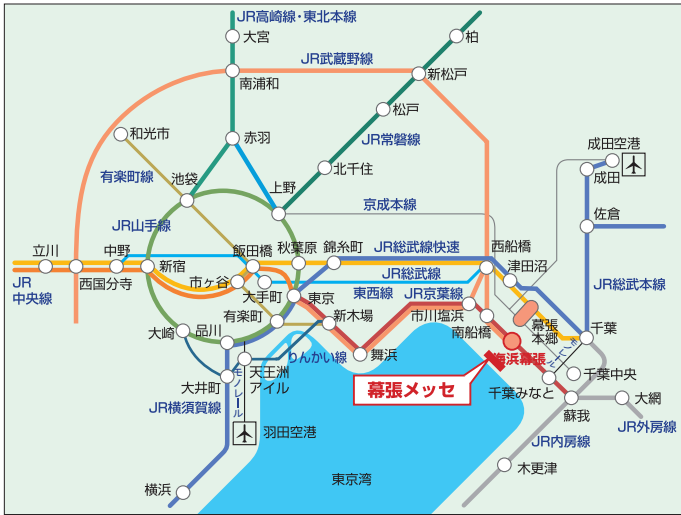 JR高崎線・東北本線
大宮
柏
JR武蔵野線
新松戸
南浦和
松戸
和光市
赤羽
JR常磐線
成田空港
北千住
成田
有楽町線
池袋
上野
京成本線
佐倉
JR山手線
飯田橋
秋葉原
錦糸町
JR総武線快速
西船橋
立川
中野
JR総武線
津田沼
JR
中央線
西国分寺
新宿
市ヶ谷
大手町
東京
東西線
JR京葉線
JR総武本線
有楽町
新木場
市川塩浜
幕張
本郷
千葉
大崎
品川
南船橋
りんかい線
舞浜
海浜幕張
千葉中央
大井町
天王洲
アイル
幕張メッセ
千葉みなと
モノレール
蘇我
大網
JR横須賀線
羽田空港
JR内房線
JR外房線
木更津
横浜
東京湾